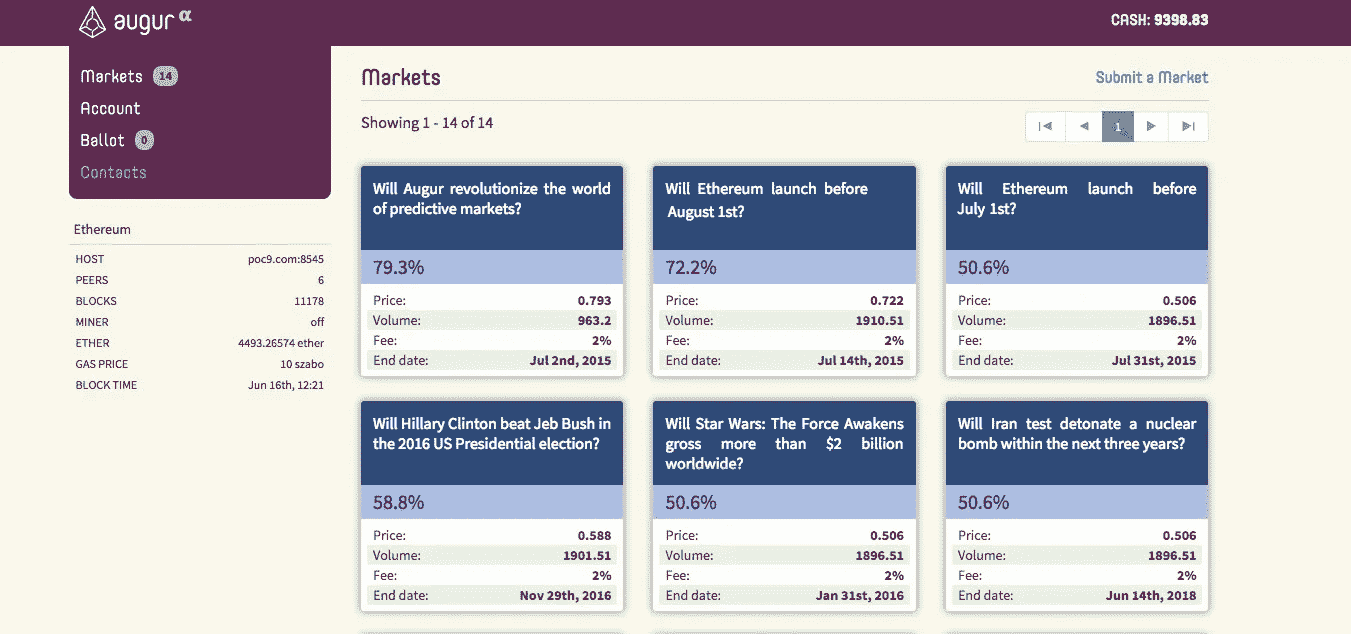 augur α
CASH: 9398.83
Markets 14
Account
Ballot 0
Contacts
Ethereum
HOST poc9.com:8545
PEERS 6
BLOCKS 11178
MINER off
ETHER 4493.26574 ether
GAS PRICE 10 szabo
BLOCK TIME Jun 16th, 12:21
Markets
Submit a Market
Showing 1 - 14 of 14
1
Will Augur revolutionize the world
of predictive markets?
79.3%
Price: 0.793
Volume: 963.2
Fee: 2%
End date: Jul 2nd, 2015
Will Ethereum launch before
August 1st?
72.2%
Price: 0.722
Volume: 1910.51
Fee: 2%
End date: Jul 14th, 2015
Will Ethereum launch before
July 1st?
50.6%
Price: 0.506
Volume: 1896.51
Fee: 2%
End date: Jul 31st, 2015
Will Hillary Clinton beat Jeb Bush in
the 2016 US Presidential election?
58.8%
Price: 0.588
Volume: 1901.51
Fee: 2%
End date: Nov 29th, 2016
Will Star Wars: The Force Awakens
gross more than $2 billion
worldwide?
50.6%
Price: 0.506
Volume: 1896.51
Fee: 2%
End date: Jan 31st, 2016
Will Iran test detonate a nuclear
bomb within the next three years?
50.6%
Price: 0.506
Volume: 1896.51
Fee: 2%
End date: Jun 14th, 2018